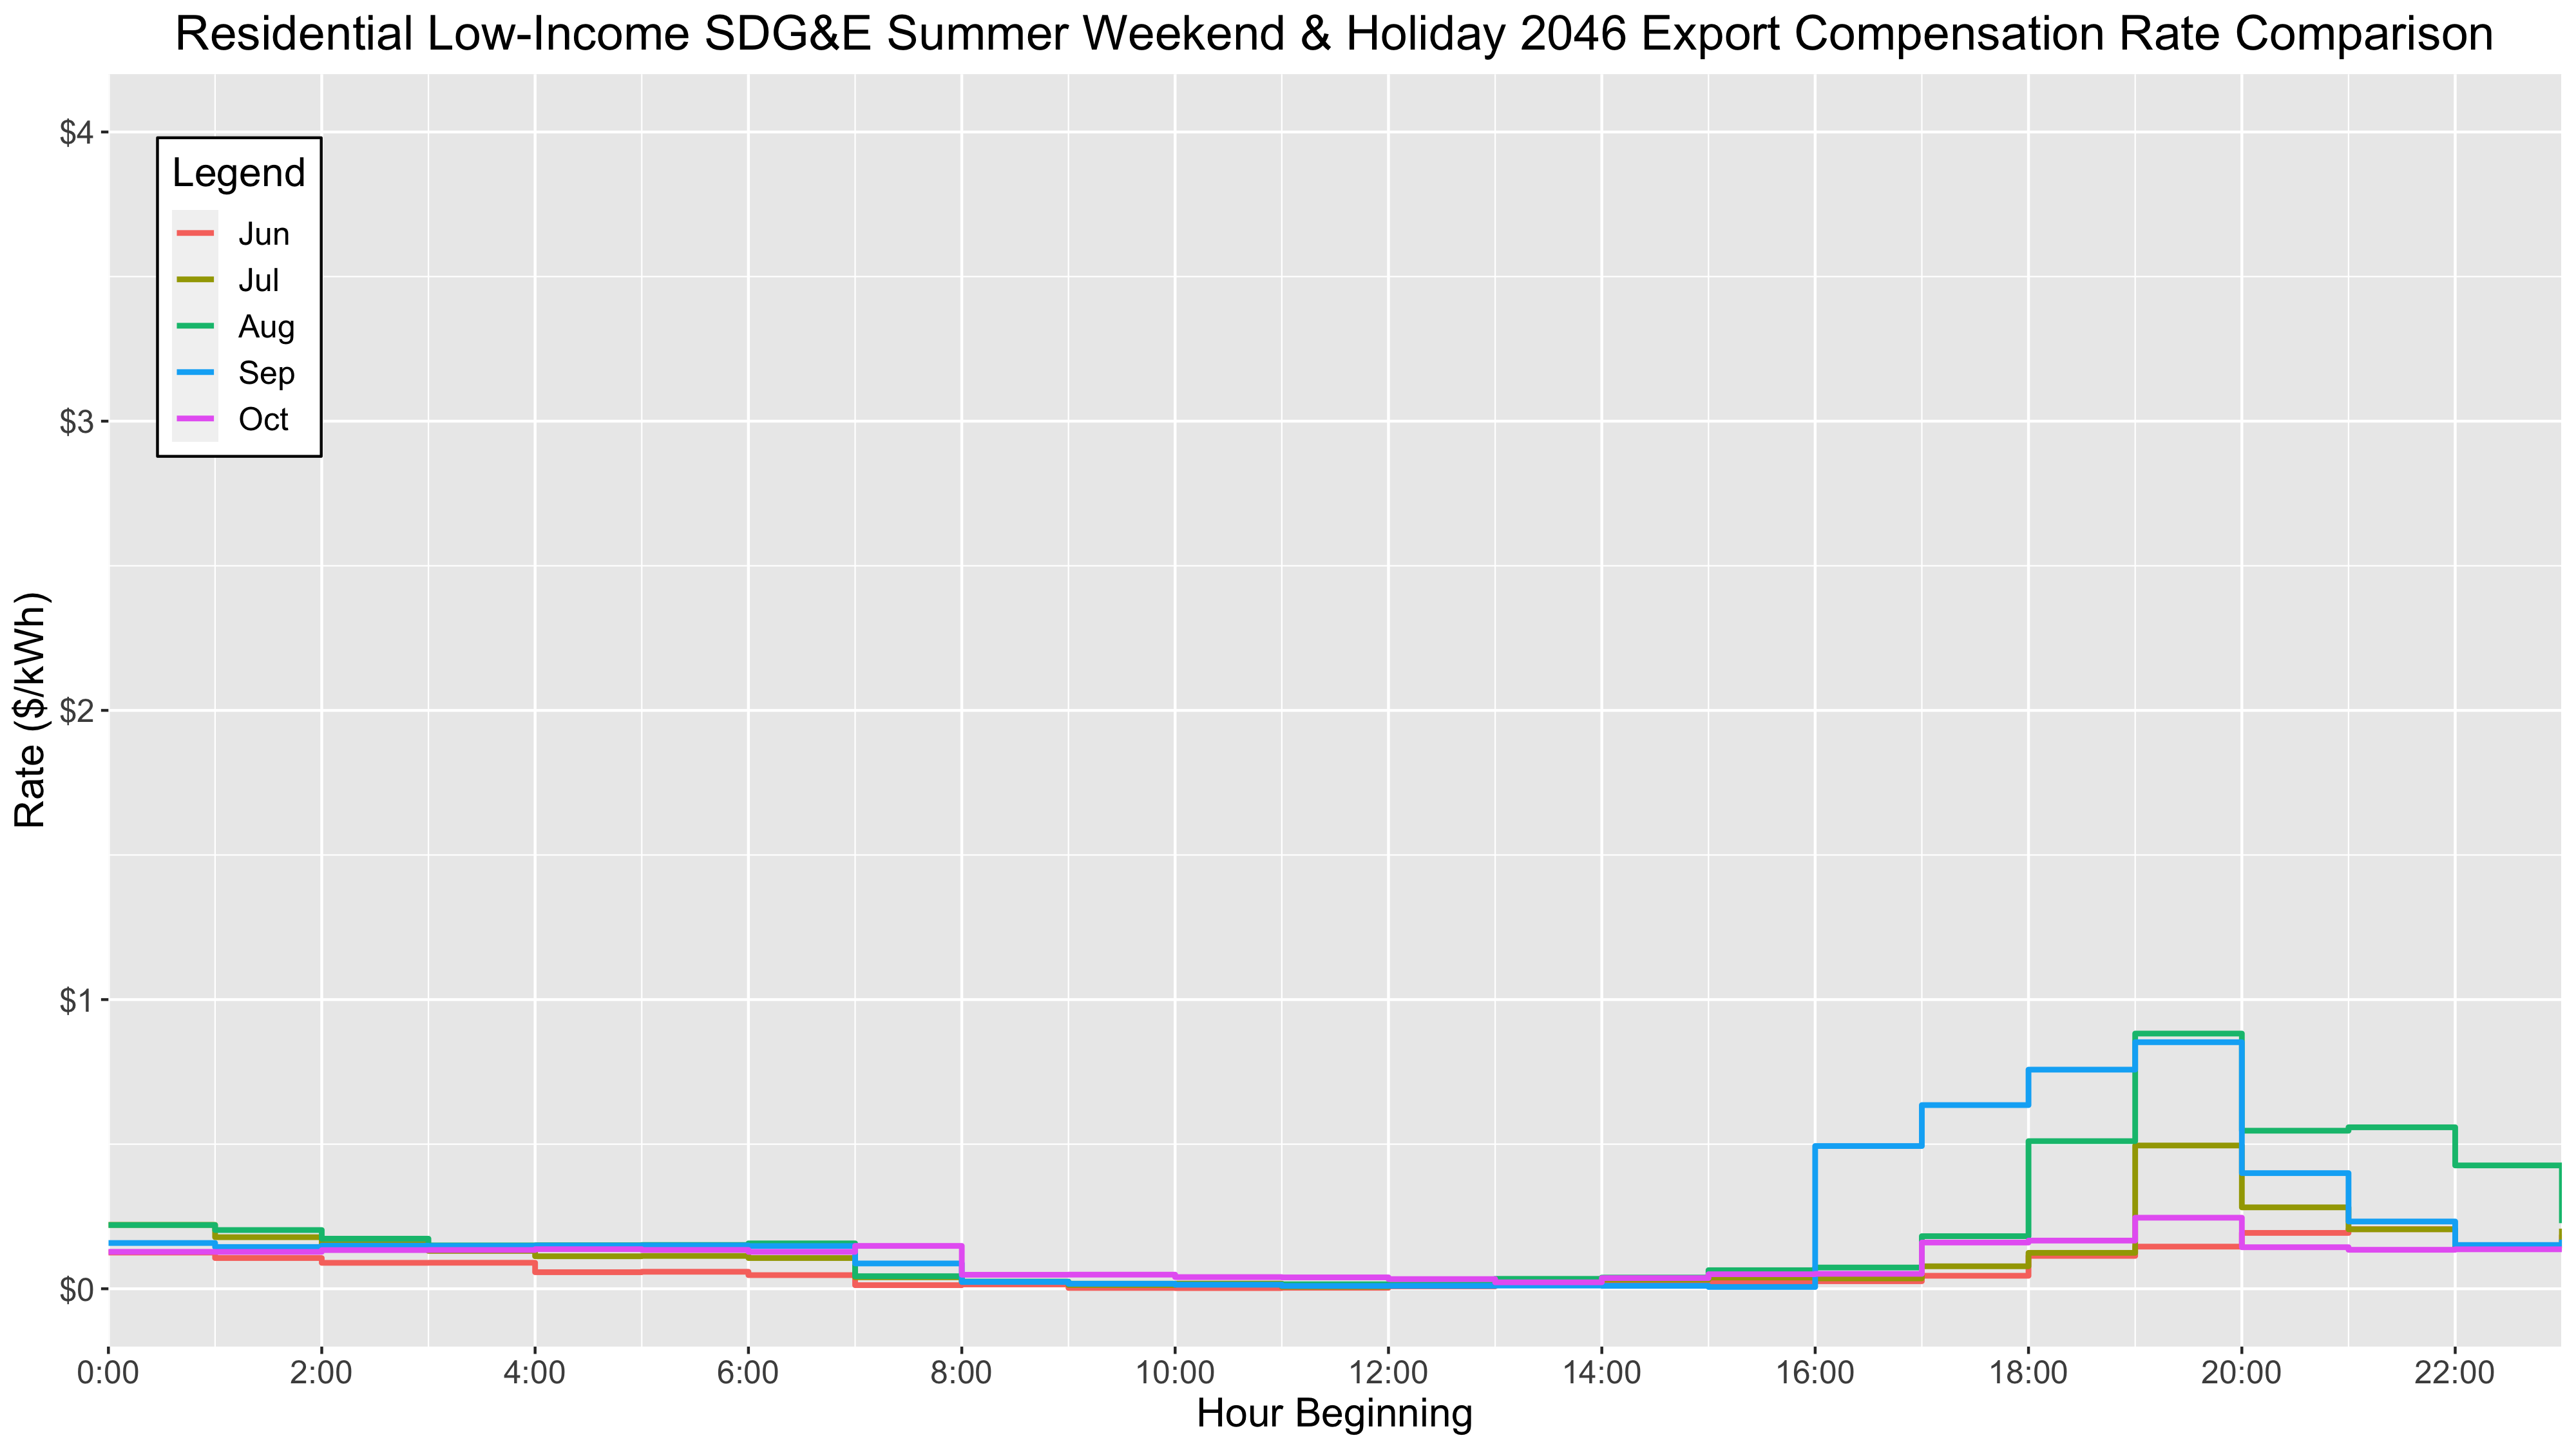 Residential Low-Income SDG&E Summer Weekend & Holiday 2046 Export Compensation Rate Comparison
$4
$3
$2
$1
$0
Rate ($/kWh)
Legend
Jun
Jul
Aug
Sep
Oct
0:00 2:00 4:00 6:00 8:00 10:00 12:00 14:00 16:00 18:00 20:00 22:00
Hour Beginning